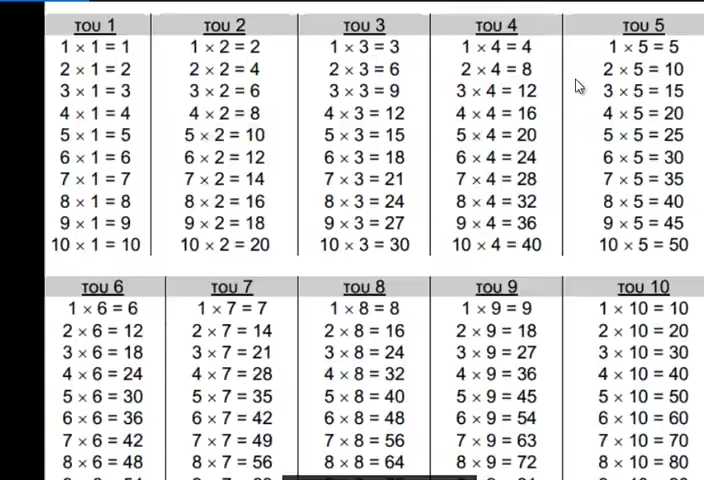 ΤΟΥ 1 ΤΟΥ 2 ΤΟΥ 3 ΤΟΥ 4 ΤΟΥ 5
1 × 1 = 1 1 × 2 = 2 1 × 3 = 3 1 × 4 = 4 1 × 5 = 5
2 × 1 = 2 2 × 2 = 4 2 × 3 = 6 2 × 4 = 8 2 × 5 = 10
3 × 1 = 3 3 × 2 = 6 3 × 3 = 9 3 × 4 = 12 3 × 5 = 15
4 × 1 = 4 4 × 2 = 8 4 × 3 = 12 4 × 4 = 16 4 × 5 = 20
5 × 1 = 5 5 × 2 = 10 5 × 3 = 15 5 × 4 = 20 5 × 5 = 25
6 × 1 = 6 6 × 2 = 12 6 × 3 = 18 6 × 4 = 24 6 × 5 = 30
7 × 1 = 7 7 × 2 = 14 7 × 3 = 21 7 × 4 = 28 7 × 5 = 35
8 × 1 = 8 8 × 2 = 16 8 × 3 = 24 8 × 4 = 32 8 × 5 = 40
9 × 1 = 9 9 × 2 = 18 9 × 3 = 27 9 × 4 = 36 9 × 5 = 45
10 × 1 = 10 10 × 2 = 20 10 × 3 = 30 10 × 4 = 40 10 × 5 = 50
ΤΟΥ 6 ΤΟΥ 7 ΤΟΥ 8 ΤΟΥ 9 ΤΟΥ 10
1 × 6 = 6 1 × 7 = 7 1 × 8 = 8 1 × 9 = 9 1 × 10 = 10
2 × 6 = 12 2 × 7 = 14 2 × 8 = 16 2 × 9 = 18 2 × 10 = 20
3 × 6 = 18 3 × 7 = 21 3 × 8 = 24 3 × 9 = 27 3 × 10 = 30
4 × 6 = 24 4 × 7 = 28 4 × 8 = 32 4 × 9 = 36 4 × 10 = 40
5 × 6 = 30 5 × 7 = 35 5 × 8 = 40 5 × 9 = 45 5 × 10 = 50
6 × 6 = 36 6 × 7 = 42 6 × 8 = 48 6 × 9 = 54 6 × 10 = 60
7 × 6 = 42 7 × 7 = 49 7 × 8 = 56 7 × 9 = 63 7 × 10 = 70
8 × 6 = 48 8 × 7 = 56 8 × 8 = 64 8 × 9 = 72 8 × 10 = 80